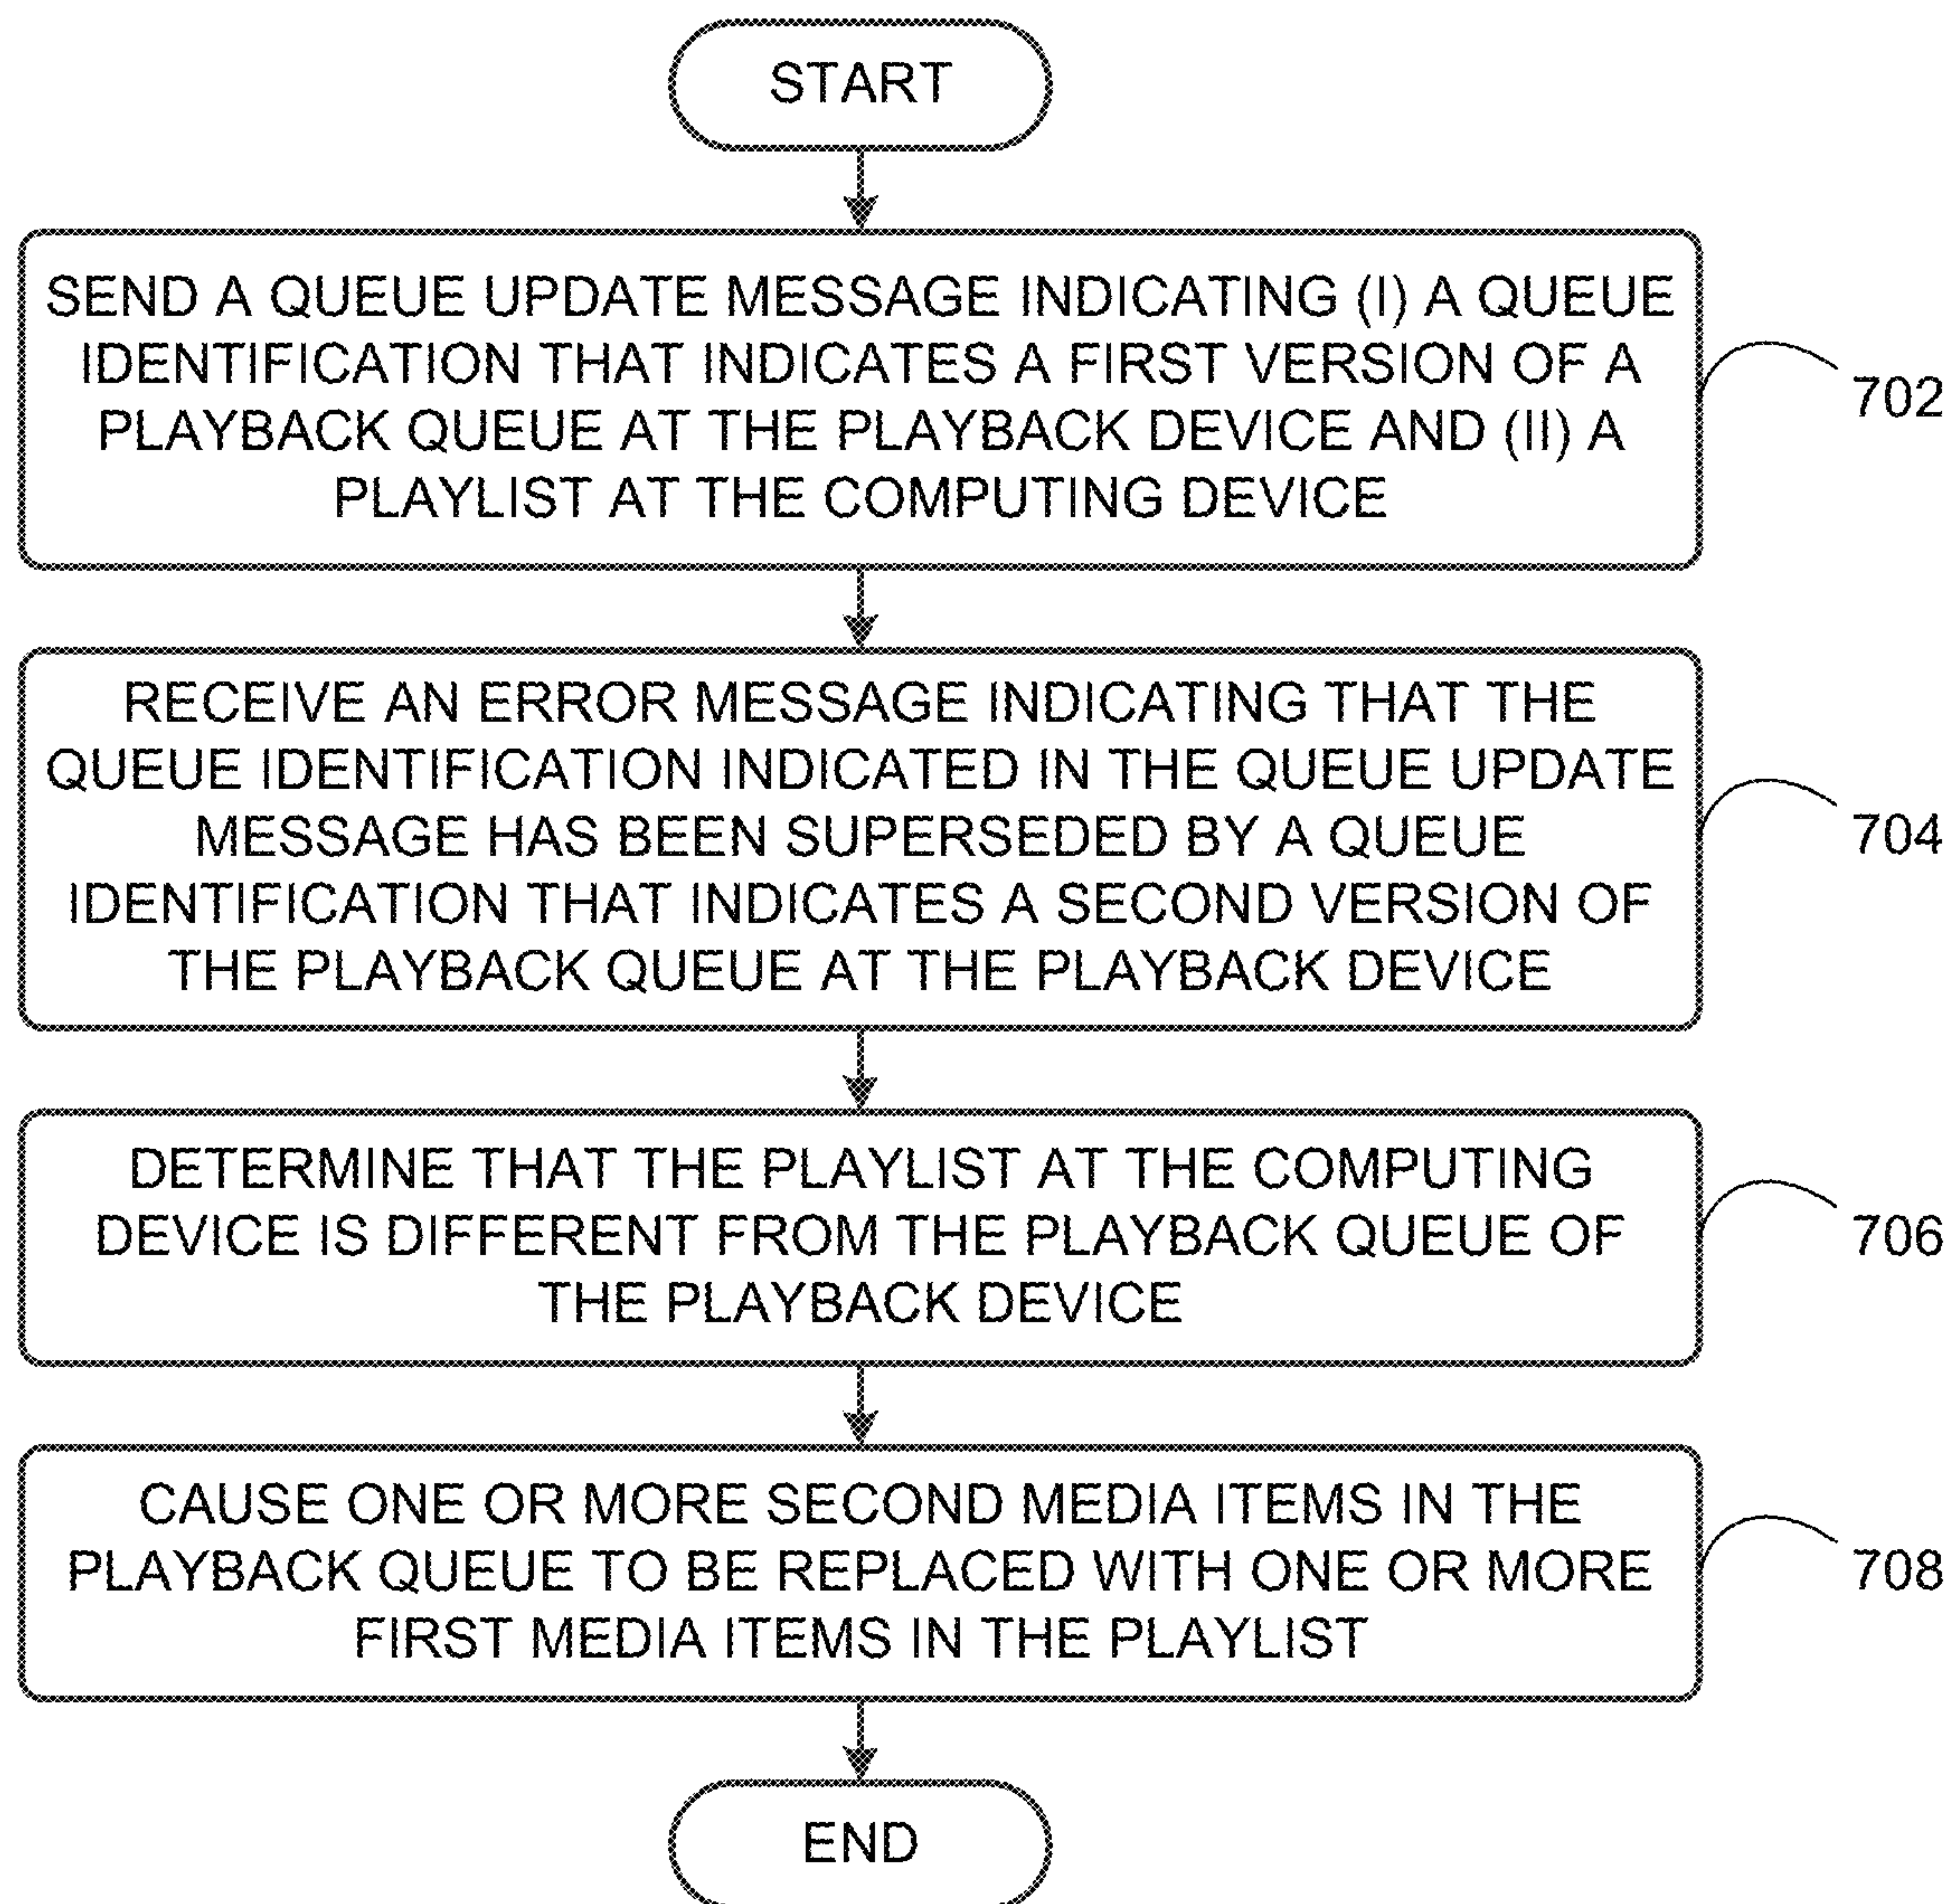 START
SEND A QUEUE UPDATE MESSAGE INDICATING (I) A QUEUE
IDENTIFICATION THAT INDICATES A FIRST VERSION OF A
PLAYBACK QUEUE AT THE PLAYBACK DEVICE AND (II) A
PLAYLIST AT THE COMPUTING DEVICE
702
RECEIVE AN ERROR MESSAGE INDICATING THAT THE
QUEUE IDENTIFICATION INDICATED IN THE QUEUE UPDATE
MESSAGE HAS BEEN SUPERSEDED BY A QUEUE
IDENTIFICATION THAT INDICATES A SECOND VERSION OF
THE PLAYBACK QUEUE AT THE PLAYBACK DEVICE
704
DETERMINE THAT THE PLAYLIST AT THE COMPUTING
DEVICE IS DIFFERENT FROM THE PLAYBACK QUEUE OF
THE PLAYBACK DEVICE
706
CAUSE ONE OR MORE SECOND MEDIA ITEMS IN THE
PLAYBACK QUEUE TO BE REPLACED WITH ONE OR MORE
FIRST MEDIA ITEMS IN THE PLAYLIST
708
END